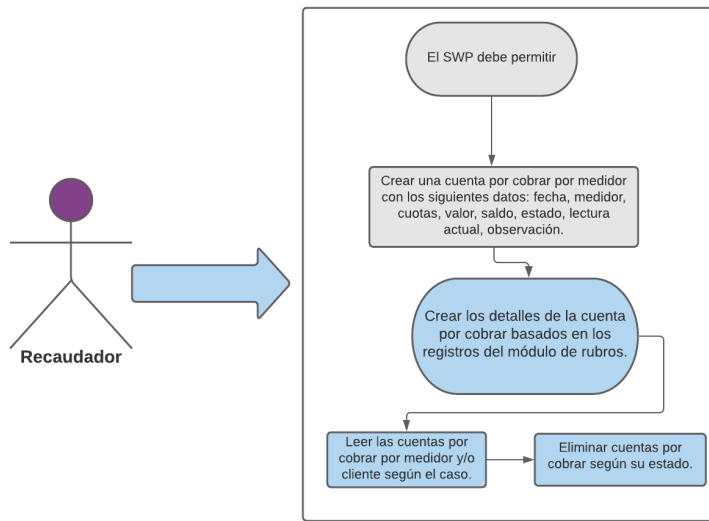 El SWP debe permitir
Crear una cuenta por cobrar por medidor
con los siguientes datos: fecha, medidor,
cuotas, valor, saldo, estado, lectura
actual, observación.
Crear los detalles de la cuenta
por cobrar basados en los
registros del módulo de rubros.
Recaudador
Leer las cuentas por
cobrar por medidor y/o
cliente según el caso.
Eliminar cuentas por
cobrar según su estado.